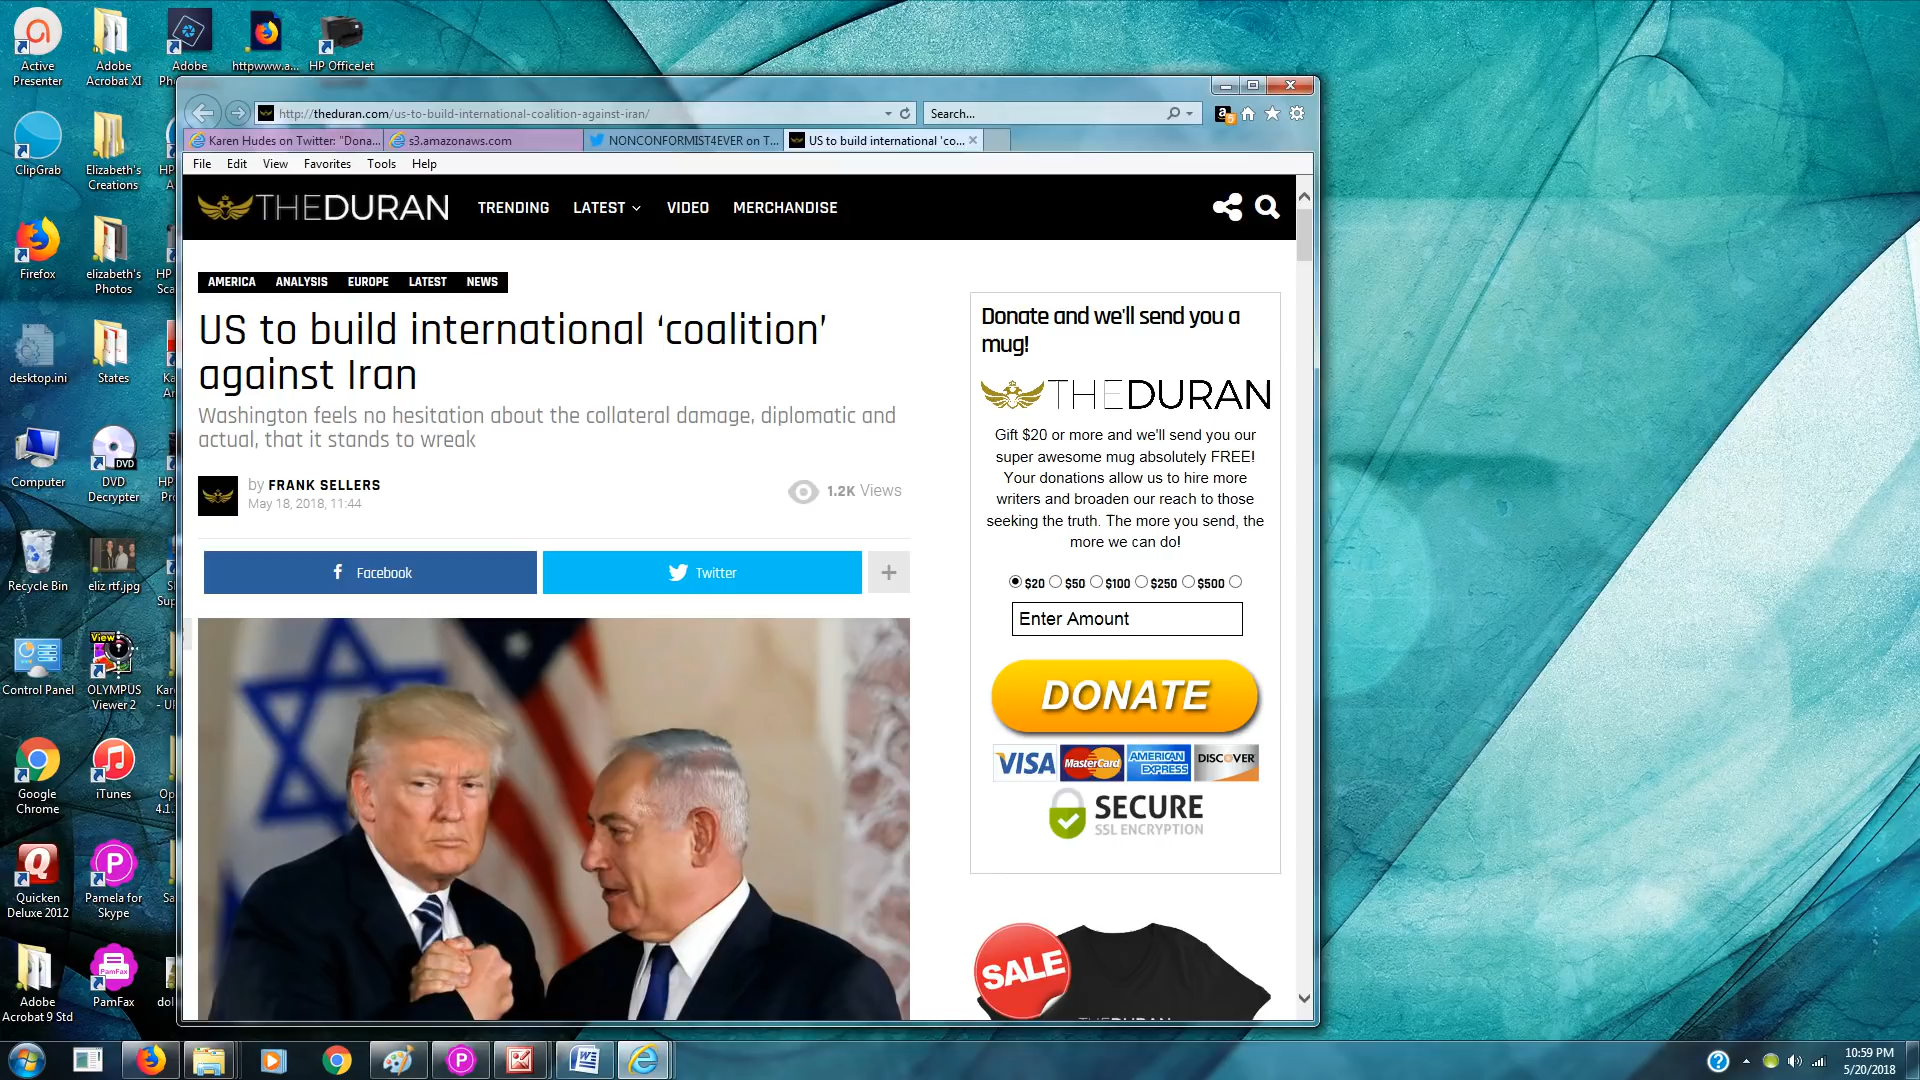 Active
Presenter
Adobe
Acrobat XI
Adobe
httpwww.a...
HP OfficeJet
ClipGrab
Elizabeth's
Creations
HP
Firefox
elizabeth's
Photos
HP
desktop.ini
States
Computer
DVD
DVD
Decrypter
HP
Recycle Bin
eliz rtf.jpg
Control Panel
View
OLYMPUS
Viewer 2
Google
Chrome
iTunes
Quicken
Deluxe 2012
Pamela for
Skype
Adobe
Acrobat 9 Std
PamFax
PamFax
http://theduran.com/us-to-build-international-coalition-against-iran/
Search...
Karen Hudes on Twitter: "Dona...
s3.amazonaws.com
NONCONFORMIST4EVER on T...
US to build international 'co...
File Edit View Favorites Tools Help
THEDURAN
TRENDING LATEST VIDEO MERCHANDISE
AMERICA ANALYSIS EUROPE LATEST NEWS
US to build international ‘coalition’
against Iran
Washington feels no hesitation about the collateral damage, diplomatic and
actual, that it stands to wreak
by FRANK SELLERS
May 18, 2018, 11:44
1.2K Views
Facebook
Twitter
Donate and we'll send you a
mug!
THEDURAN
Gift $20 or more and we'll send you our
super awesome mug absolutely FREE!
Your donations allow us to hire more
writers and broaden our reach to those
seeking the truth. The more you send, the
more we can do!
$20 $50 $100 $250 $500
Enter Amount
DONATE
VISA MasterCard AMERICAN EXPRESS DISCOVER
SECURE
SSL ENCRYPTION
SALE
THEDURAN
10:59 PM
5/20/2018